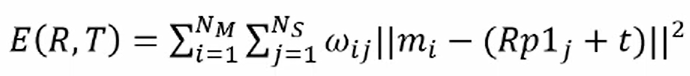 E(R,T) = ∑_{i=1}^{N_M} ∑_{j=1}^{N_S} ω_{ij}||m_i − (Rp1_j + t)||^2